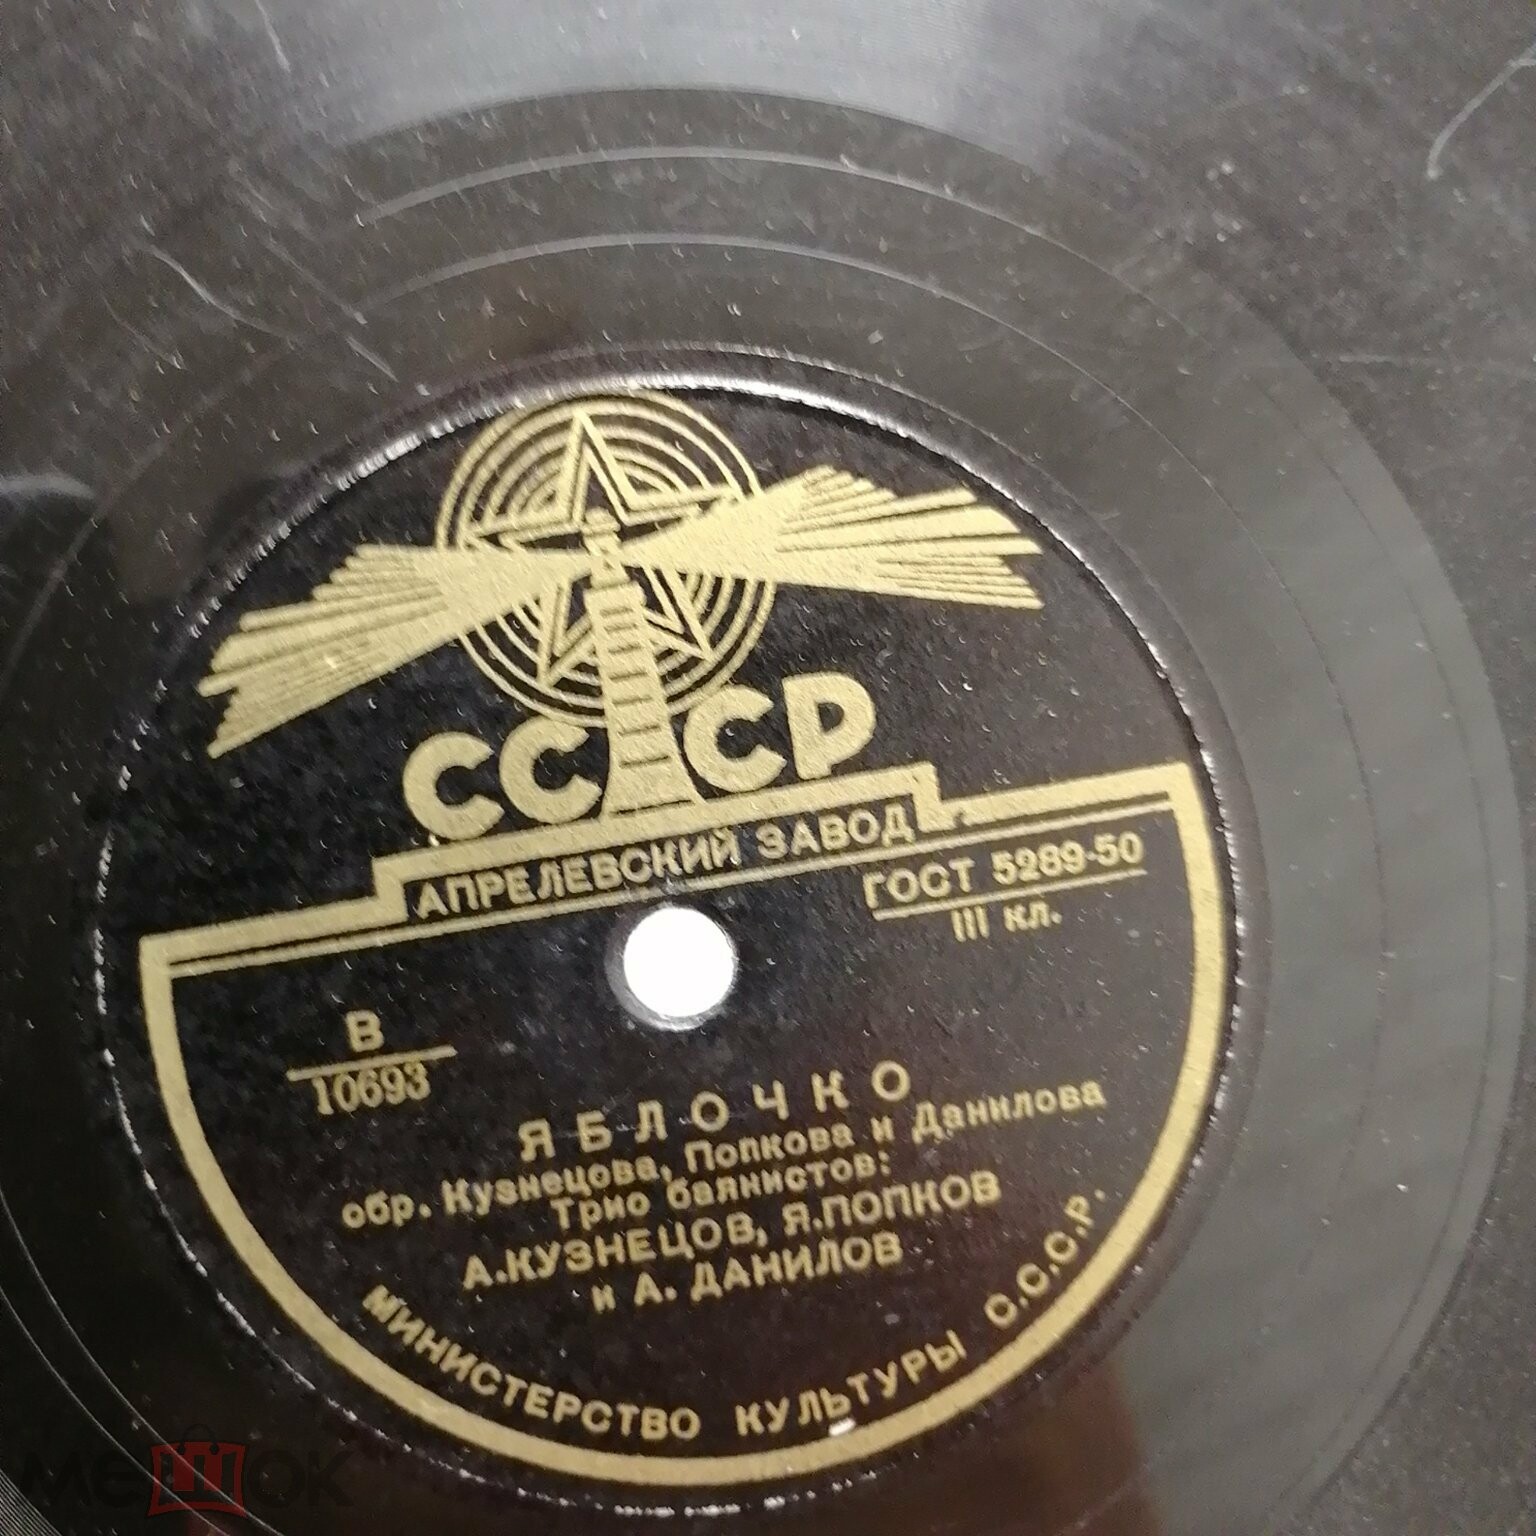 СССР
АПРЕЛЕВСКИЙ ЗАВОД
ГОСТ 5289-50
III кл.
В
10693
ЯБЛОЧКО
обр. Кузнецова, Попкова и Данилова
Трио баянистов:
А.КУЗНЕЦОВ, Я.ПОПКОВ
и А. ДАНИЛОВ
МИНИСТЕРСТВО КУЛЬТУРЫ С.С.С.Р.
мешок